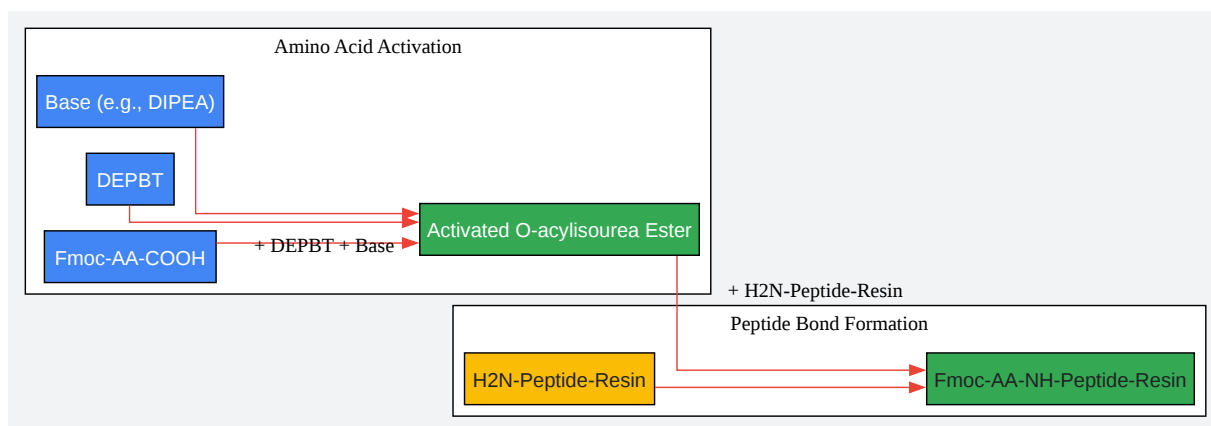 Amino Acid Activation
Base (e.g., DIPEA)
DEPBT
Fmoc-AA-COOH
+ DEPBT + Base
Activated O-acylisourea Ester
+ H2N-Peptide-Resin
Peptide Bond Formation
H2N-Peptide-Resin
Fmoc-AA-NH-Peptide-Resin